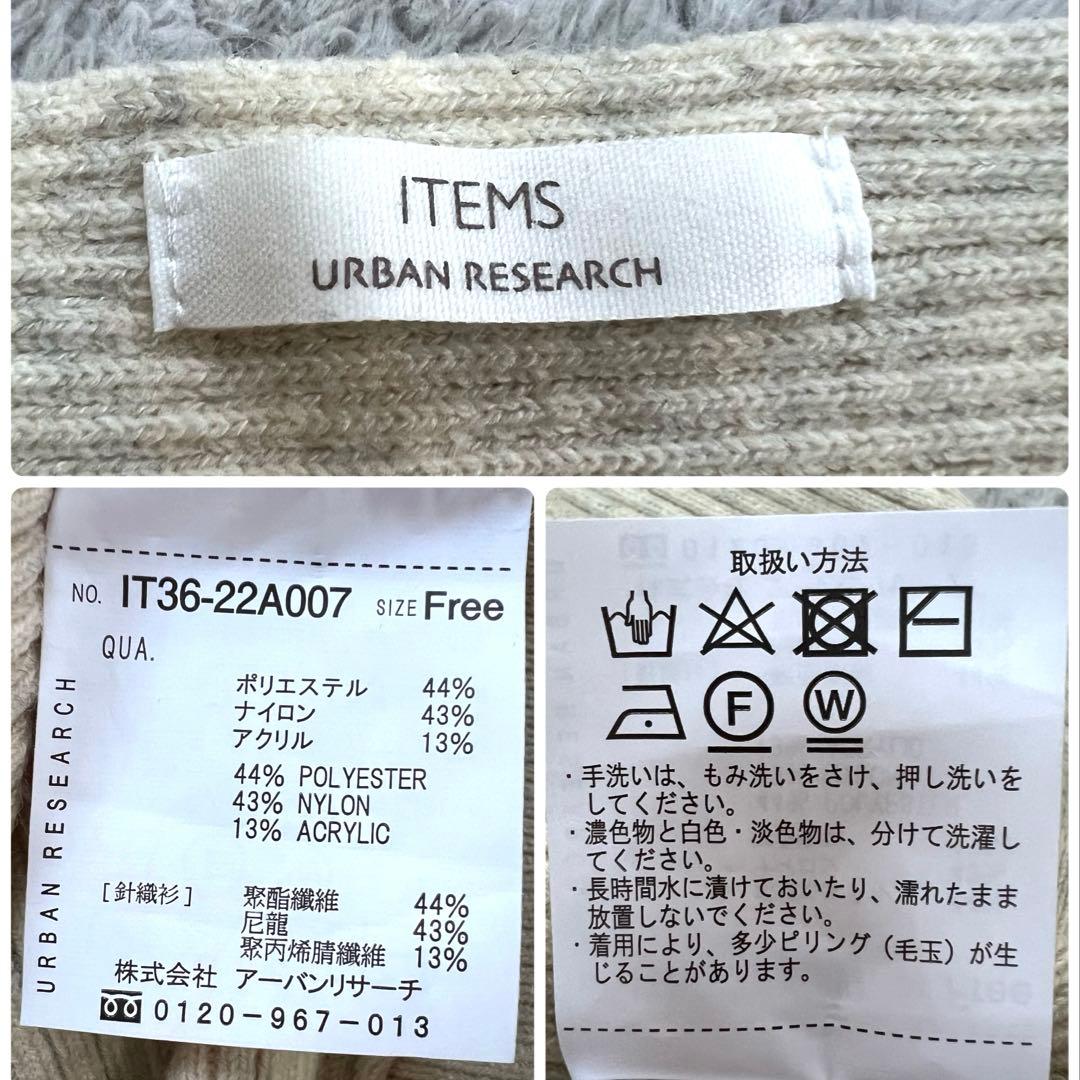 ITEMS
URBAN RESEARCH
NO. IT36-22A007 SIZE Free
QUA.
ポリエステル 44%
ナイロン 43%
アクリル 13%
44% POLYESTER
43% NYLON
13% ACRYLIC
[針織衫] 聚酯纖維 44%
尼龍 43%
聚丙烯腈纖維 13%
株式会社 アーバンリサーチ
0120-967-013
URBAN RESEARCH
取扱い方法
F W
・手洗いは、もみ洗いをさけ、押し洗いを
してください。
・濃色物と白色・淡色物は、分けて洗濯し
てください。
・長時間水に漬けておいたり、濡れたまま
放置しないでください。
・着用により、多少ピリング(毛玉)が生
じることがあります。